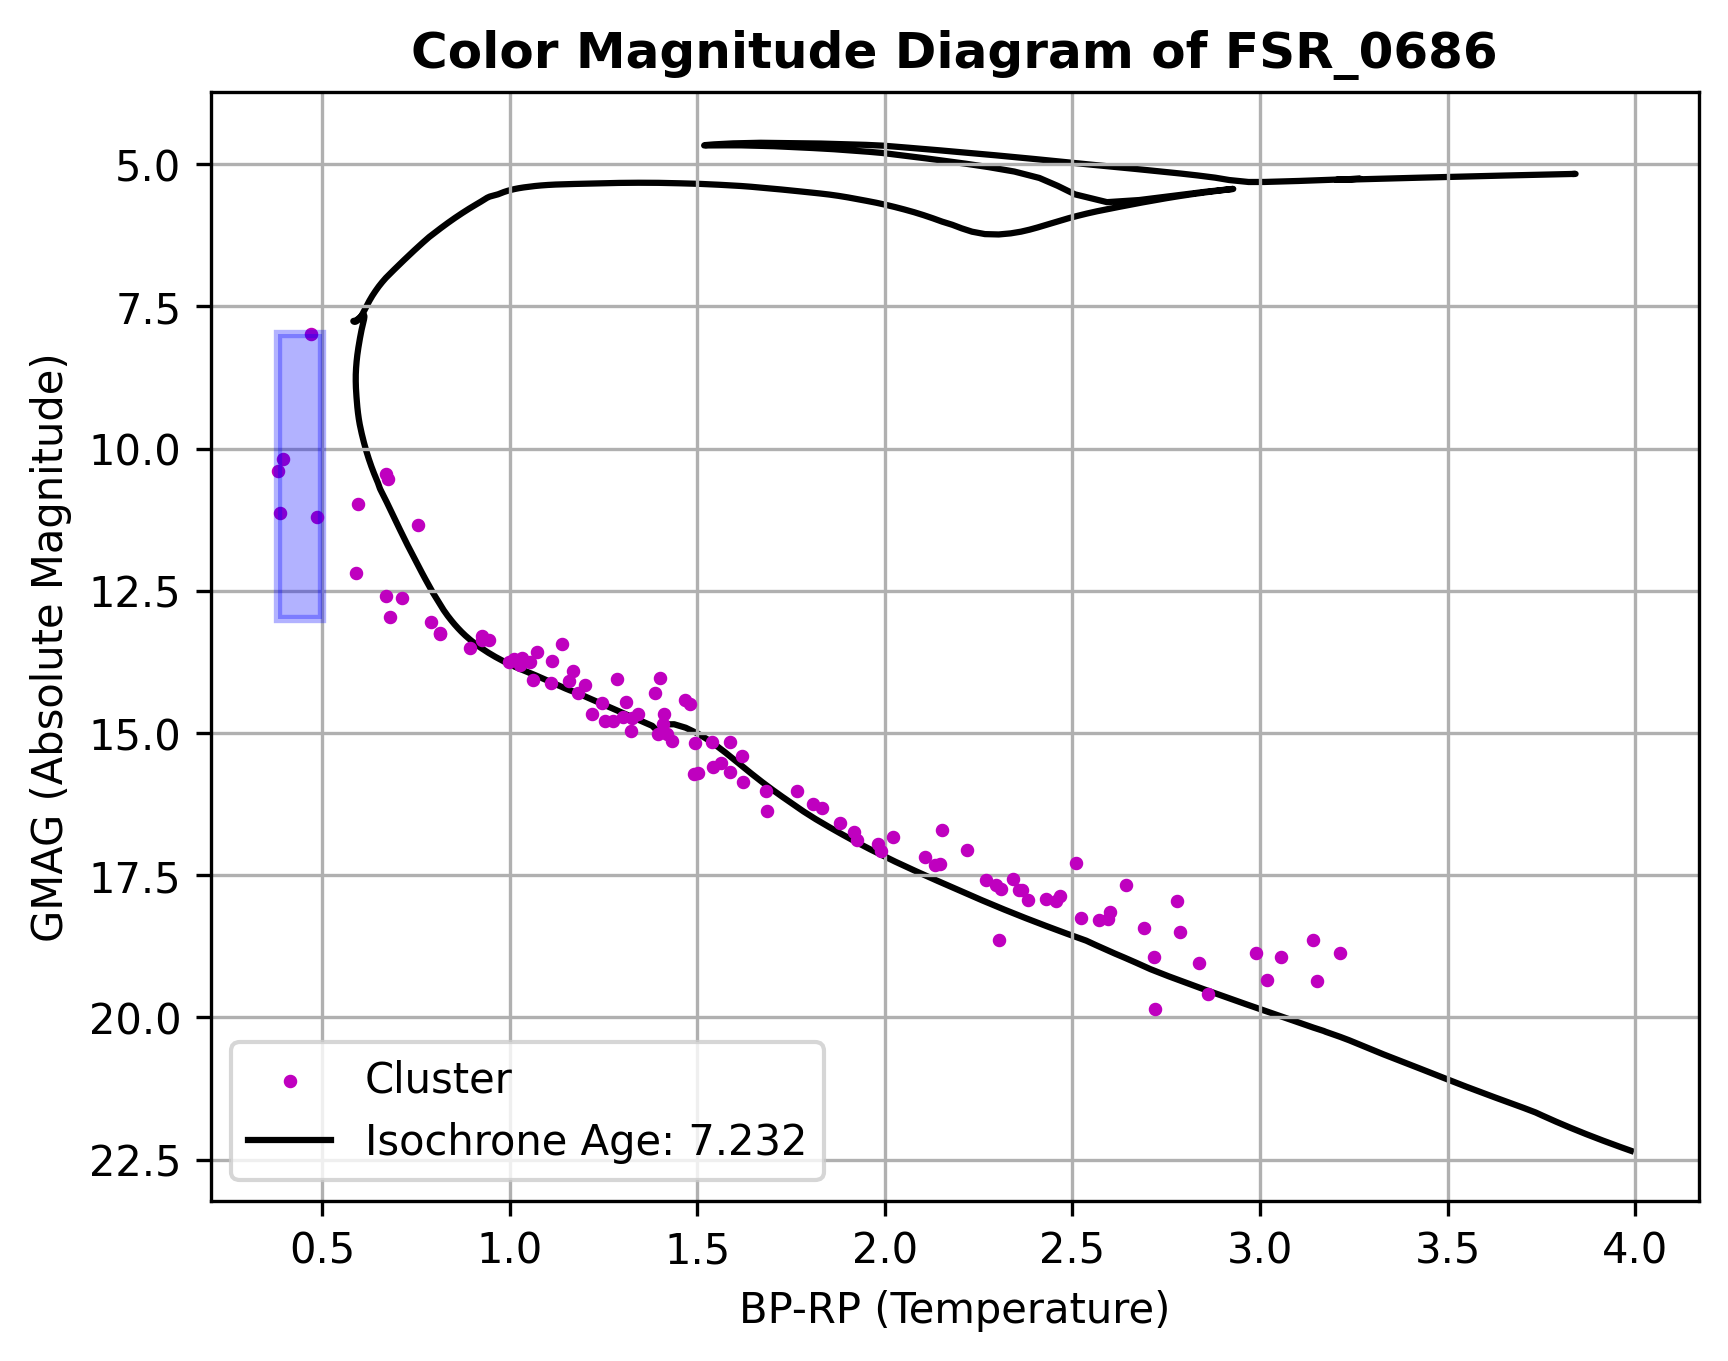 Color Magnitude Diagram of FSR_0686
GMAG (Absolute Magnitude)
5.0
7.5
10.0
12.5
15.0
17.5
20.0
22.5
Cluster
Isochrone Age: 7.232
0.5 1.0 1.5 2.0 2.5 3.0 3.5 4.0
BP-RP (Temperature)